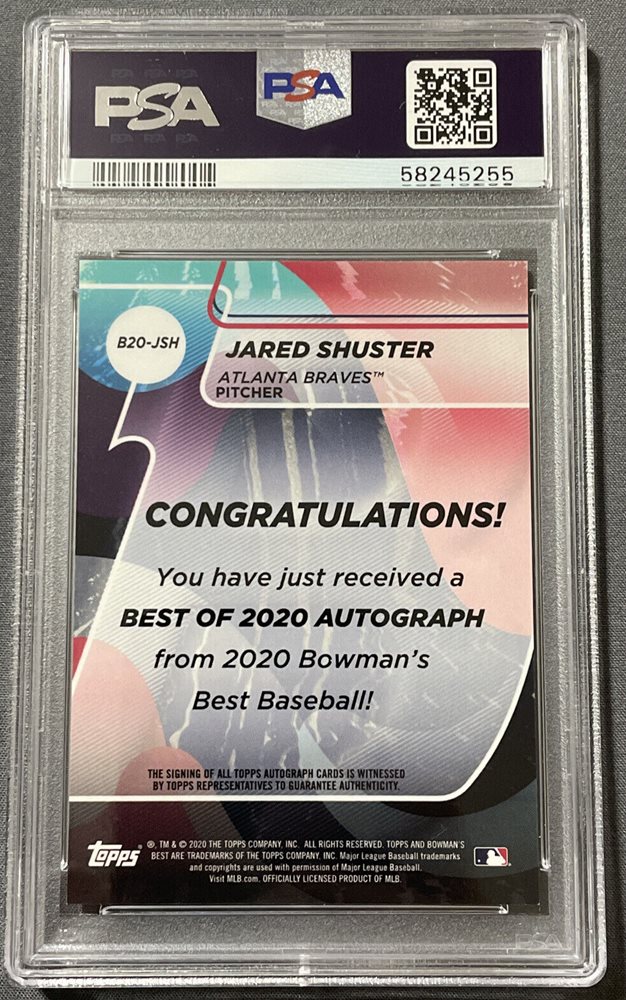 PSA
PSA
58245255
B20-JSH
JARED SHUSTER
ATLANTA BRAVES™
PITCHER
CONGRATULATIONS!
You have just received a
BEST OF 2020 AUTOGRAPH
from 2020 Bowman's
Best Baseball!
THE SIGNING OF ALL TOPPS AUTOGRAPH CARDS IS WITNESSED
BY TOPPS REPRESENTATIVES TO GUARANTEE AUTHENTICITY.
topps
®, TM & © 2020 THE TOPPS COMPANY, INC. ALL RIGHTS RESERVED. TOPPS AND BOWMAN'S
BEST ARE TRADEMARKS OF THE TOPPS COMPANY, INC. Major League Baseball trademarks
and copyrights are used with permission of Major League Baseball.
Visit MLB.com. OFFICIALLY LICENSED PRODUCT OF MLB.
PSA